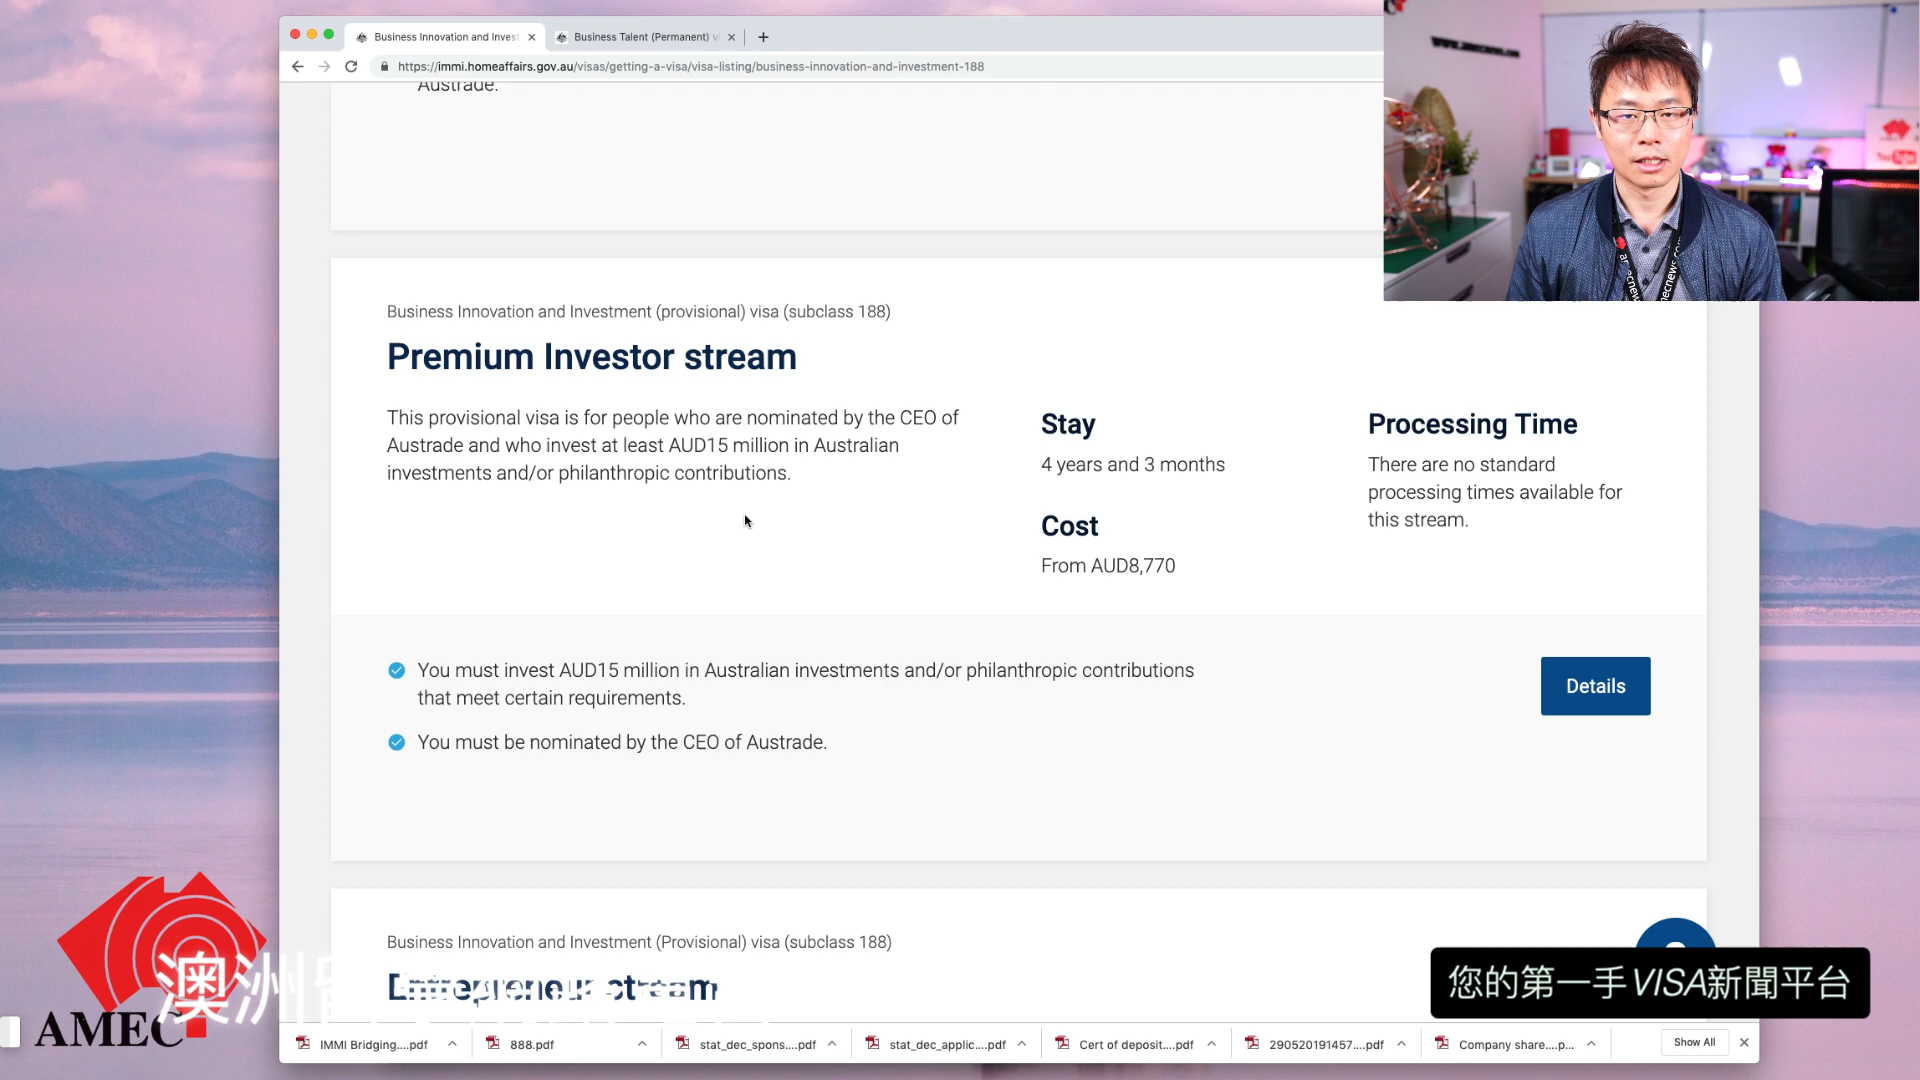 Business Innovation and Invest
Business Talent (Permanent) v
https://immi.homeaffairs.gov.au/visas/getting-a-visa/visa-listing/business-innovation-and-investment-188
Austrade.
Business Innovation and Investment (provisional) visa (subclass 188)
Premium Investor stream
This provisional visa is for people who are nominated by the CEO of
Austrade and who invest at least AUD15 million in Australian
investments and/or philanthropic contributions.
Stay
4 years and 3 months
Cost
From AUD8,770
Processing Time
There are no standard
processing times available for
this stream.
You must invest AUD15 million in Australian investments and/or philanthropic contributions
that meet certain requirements.
You must be nominated by the CEO of Austrade.
Details
Business Innovation and Investment (Provisional) visa (subclass 188)
Entrepreneur stream
澳洲
AMEC
您的第一手VISA新聞平台
IMMI Bridging....pdf
888.pdf
stat_dec_spons....pdf
stat_dec_applic....pdf
Cert of deposit....pdf
290520191457....pdf
Company share....p...
Show All